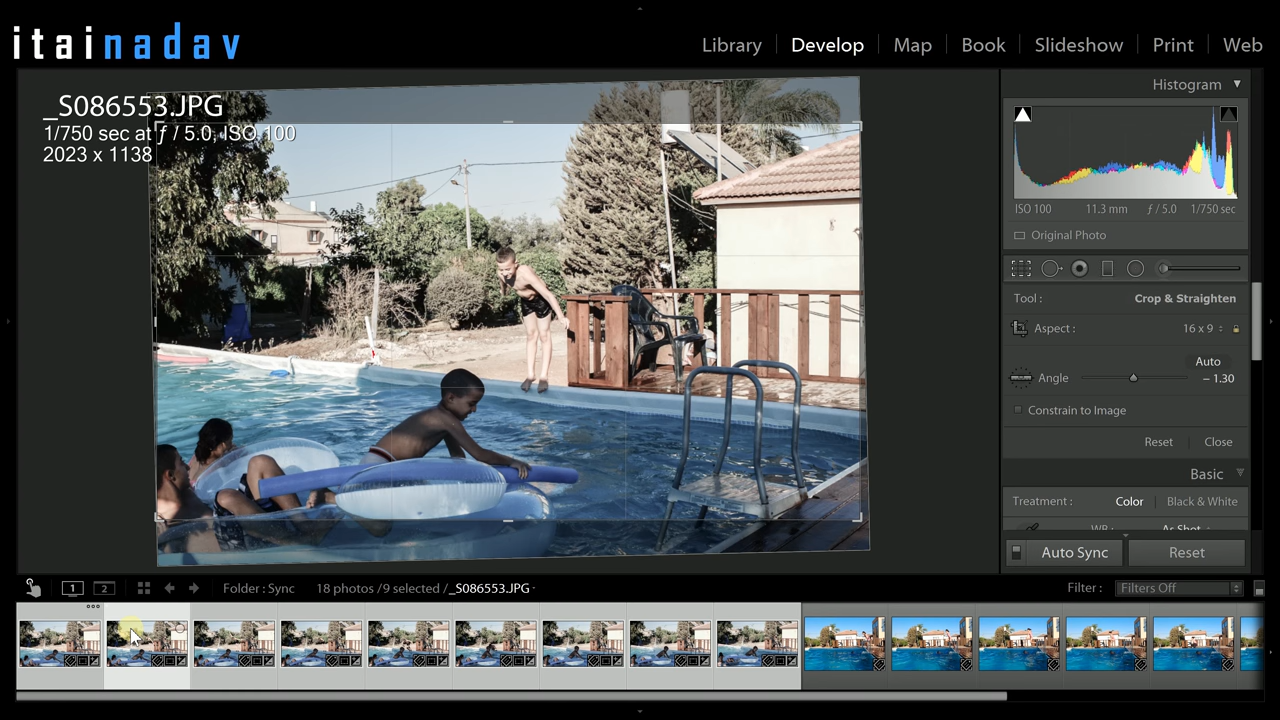 itainadav
Library Develop Map Book Slideshow Print Web
_S086553.JPG
1/750 sec at ƒ / 5.0, ISO 100
2023 x 1138
Histogram
ISO 100 11.3 mm ƒ / 5.0 1/750 sec
Original Photo
Tool : Crop & Straighten
Aspect : 16 x 9
Auto
Angle – 1.30
Constrain to Image
Reset Close
Basic
Treatment : Color Black & White
WB : As Shot
Auto Sync Reset
1 2 Folder : Sync 18 photos /9 selected /_S086553.JPG Filter : Filters Off